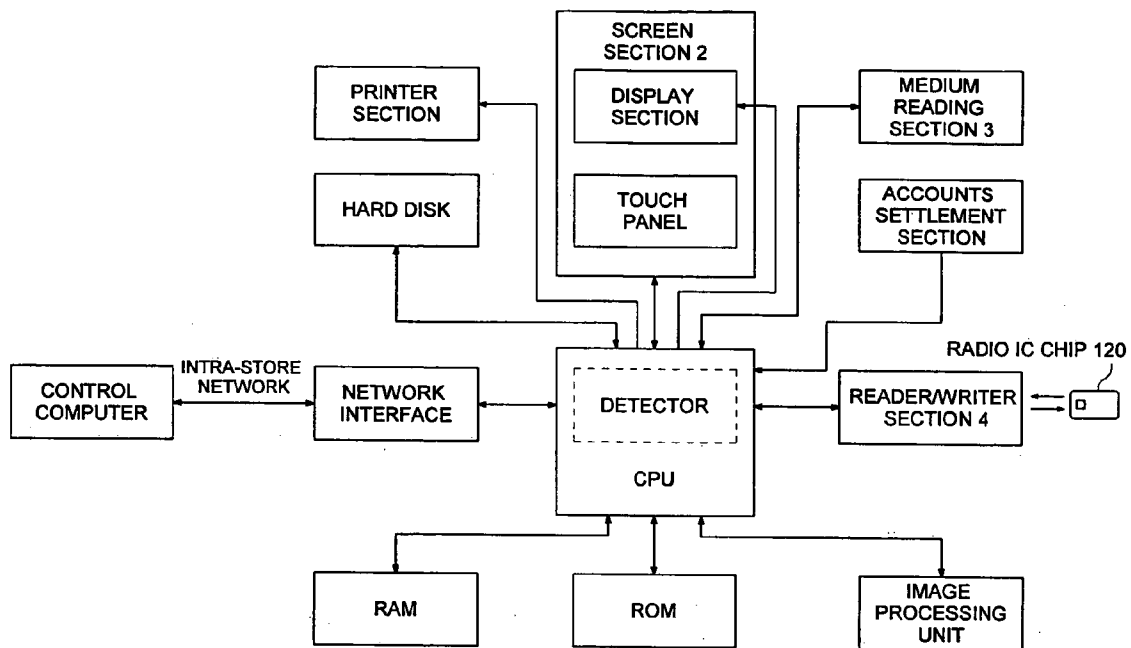 SCREEN
SECTION 2
PRINTER
SECTION
DISPLAY
SECTION
MEDIUM
READING
SECTION 3
HARD DISK
TOUCH
PANEL
ACCOUNTS
SETTLEMENT
SECTION
CONTROL
COMPUTER
INTRA-STORE
NETWORK
NETWORK
INTERFACE
DETECTOR
CPU
READER/WRITER
SECTION 4
RADIO IC CHIP 120
RAM
ROM
IMAGE
PROCESSING
UNIT